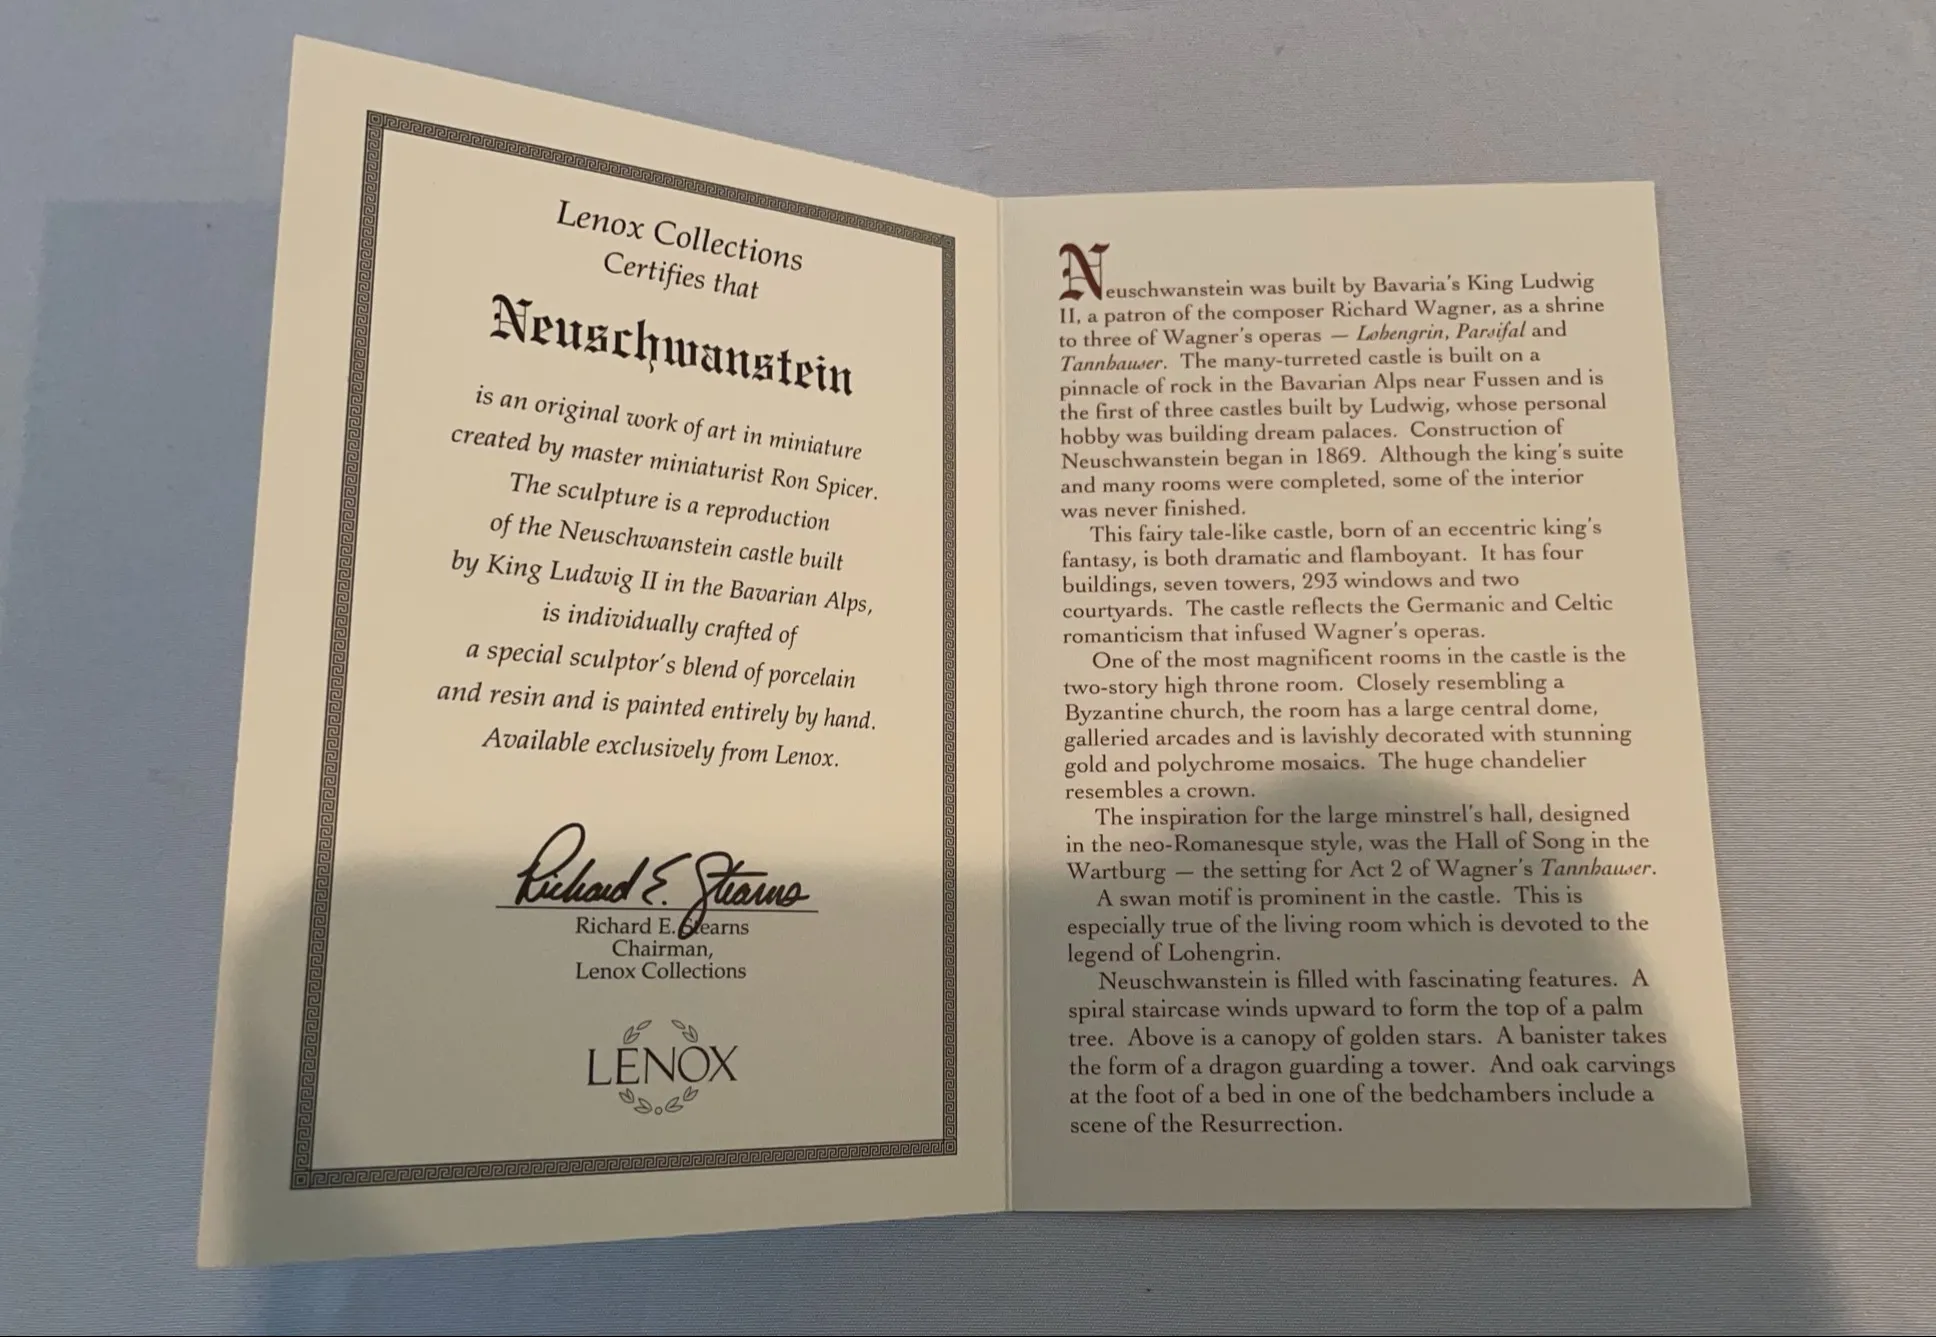 Lenox Collections
Certifies that
Neuschwanstein
is an original work of art in miniature
created by master miniaturist Ron Spicer.
The sculpture is a reproduction
of the Neuschwanstein castle built
by King Ludwig II in the Bavarian Alps,
is individually crafted of
a special sculptor's blend of porcelain
and resin and is painted entirely by hand.
Available exclusively from Lenox.
Richard E. Stearns
Richard E. Stearns
Chairman,
Lenox Collections
LENOX
Neuschwanstein was built by Bavaria's King Ludwig
II, a patron of the composer Richard Wagner, as a shrine
to three of Wagner's operas — Lohengrin, Parsifal and
Tannhauser. The many-turreted castle is built on a
pinnacle of rock in the Bavarian Alps near Fussen and is
the first of three castles built by Ludwig, whose personal
hobby was building dream palaces. Construction of
Neuschwanstein began in 1869. Although the king's suite
and many rooms were completed, some of the interior
was never finished.
This fairy tale-like castle, born of an eccentric king's
fantasy, is both dramatic and flamboyant. It has four
buildings, seven towers, 293 windows and two
courtyards. The castle reflects the Germanic and Celtic
romanticism that infused Wagner's operas.
One of the most magnificent rooms in the castle is the
two-story high throne room. Closely resembling a
Byzantine church, the room has a large central dome,
galleried arcades and is lavishly decorated with stunning
gold and polychrome mosaics. The huge chandelier
resembles a crown.
The inspiration for the large minstrel's hall, designed
in the neo-Romanesque style, was the Hall of Song in the
Wartburg — the setting for Act 2 of Wagner's Tannhauser.
A swan motif is prominent in the castle. This is
especially true of the living room which is devoted to the
legend of Lohengrin.
Neuschwanstein is filled with fascinating features. A
spiral staircase winds upward to form the top of a palm
tree. Above is a canopy of golden stars. A banister takes
the form of a dragon guarding a tower. And oak carvings
at the foot of a bed in one of the bedchambers include a
scene of the Resurrection.